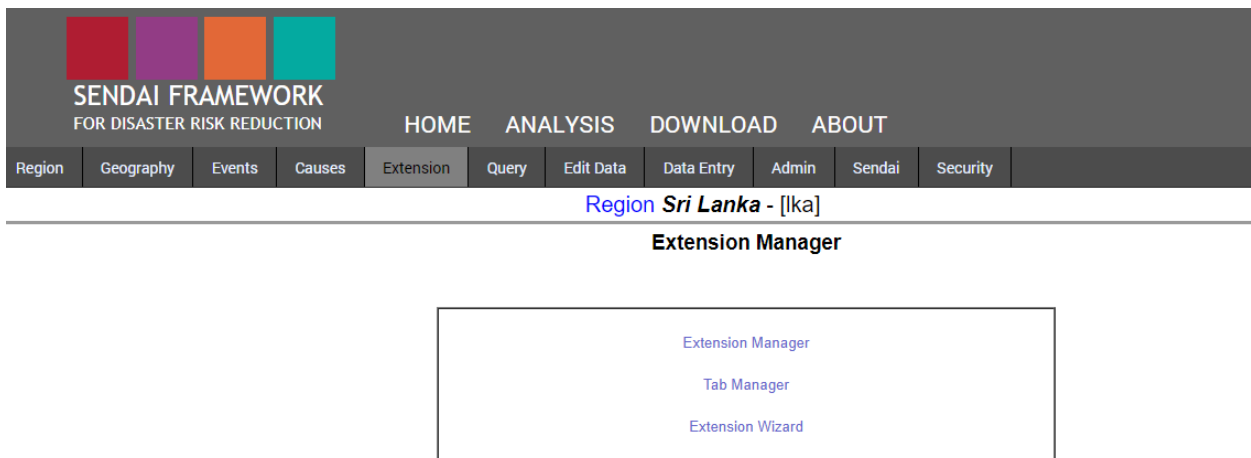 SENDAI FRAMEWORK
FOR DISASTER RISK REDUCTION
HOME ANALYSIS DOWNLOAD ABOUT
Region Geography Events Causes Extension Query Edit Data Data Entry Admin Sendai Security
Region Sri Lanka - [lka]
Extension Manager
Extension Manager
Tab Manager
Extension Wizard